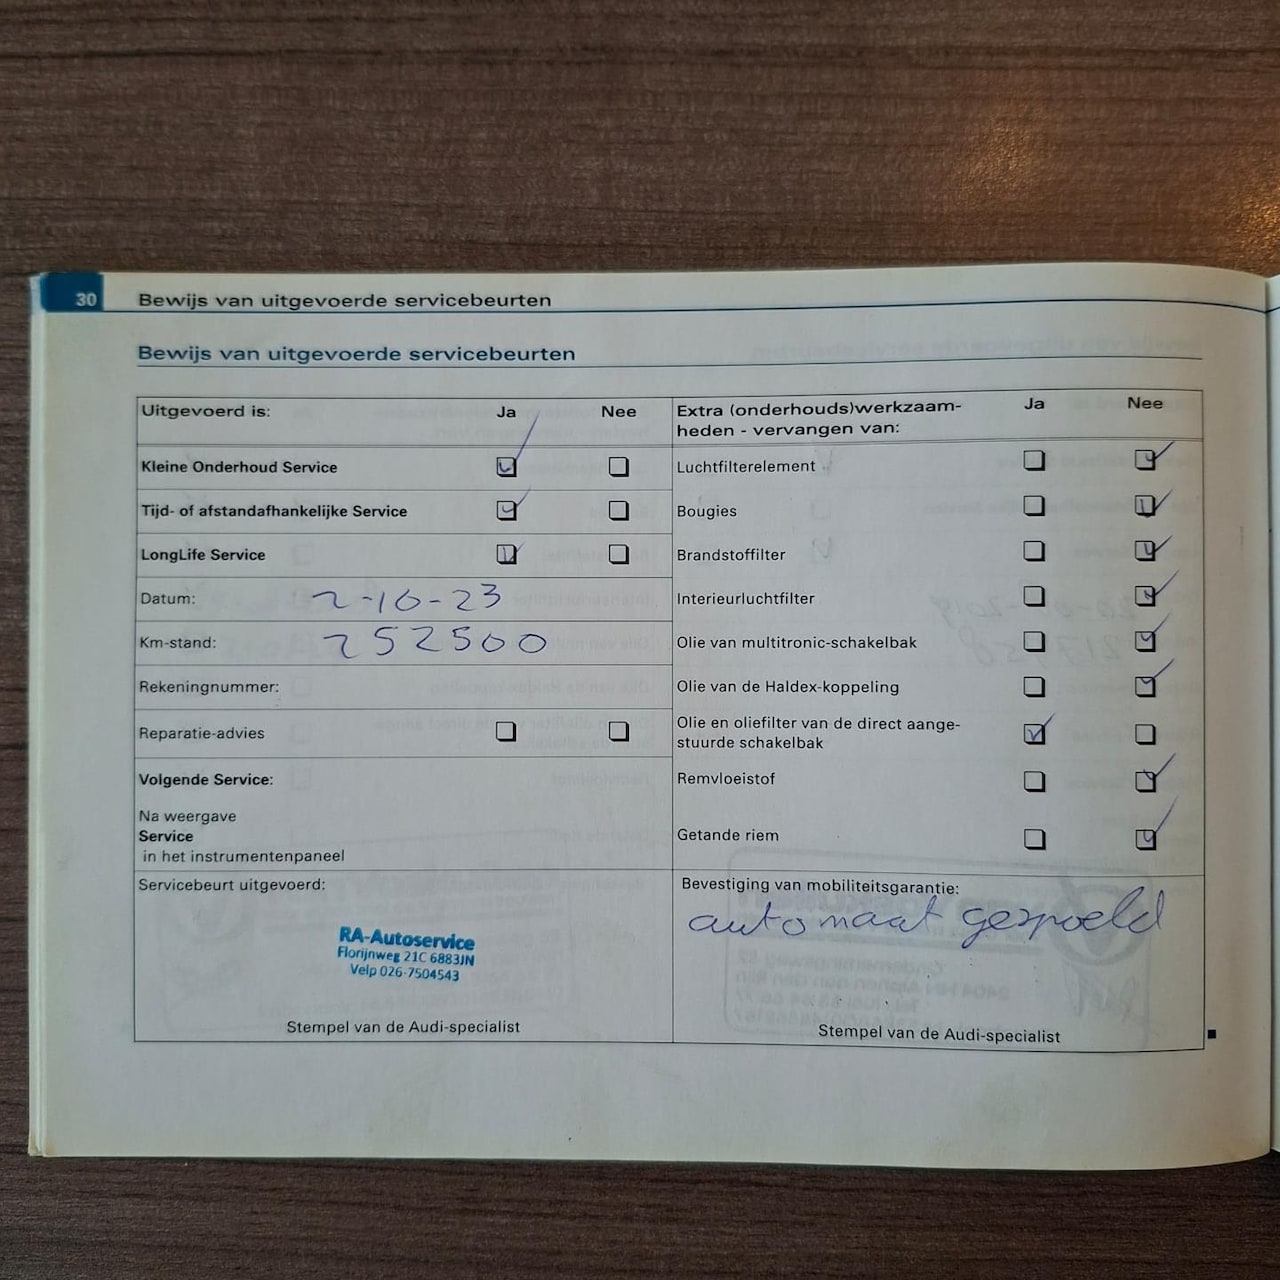 30 Bewijs van uitgevoerde servicebeurten
Bewijs van uitgevoerde servicebeurten
Uitgevoerd is: Ja Nee
Kleine Onderhoud Service
Tijd- of afstandafhankelijke Service
LongLife Service
Datum: 2-10-23
Km-stand: 252500
Rekeningnummer:
Reparatie-advies
Volgende Service:
Na weergave
Service
in het instrumentenpaneel
Servicebeurt uitgevoerd:
RA-Autoservice
Florijnweg 21C 6883JN
Velp 026-7504543
Stempel van de Audi-specialist
Extra (onderhouds)werkzaam- Ja Nee
heden - vervangen van:
Luchtfilterelement
Bougies
Brandstoffilter
Interieurluchtfilter
Olie van multitronic-schakelbak
Olie van de Haldex-koppeling
Olie en oliefilter van de direct aange-
stuurde schakelbak
Remvloeistof
Getande riem
Bevestiging van mobiliteitsgarantie:
automaat gespoeld
Stempel van de Audi-specialist